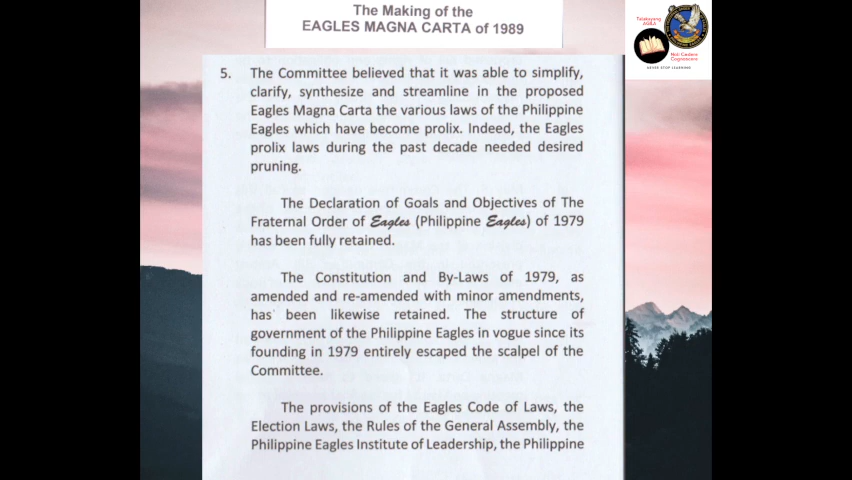 The Making of the
EAGLES MAGNA CARTA of 1989
Talakayang
AGILA
Noli Cedere
NEVER STOP LEARNING
5. The Committee believed that it was able to simplify,
clarify, synthesize and streamline in the proposed
Eagles Magna Carta the various laws of the Philippine
Eagles which have become prolix. Indeed, the Eagles
prolix laws during the past decade needed desired
pruning.
The Declaration of Goals and Objectives of The
Fraternal Order of Eagles (Philippine Eagles) of 1979
has been fully retained.
The Constitution and By-Laws of 1979, as
amended and re-amended with minor amendments,
has been likewise retained. The structure of
government of the Philippine Eagles in vogue since its
founding in 1979 entirely escaped the scalpel of the
Committee.
The provisions of the Eagles Code of Laws, the
Election Laws, the Rules of the General Assembly, the
Philippine Eagles Institute of Leadership, the Philippine